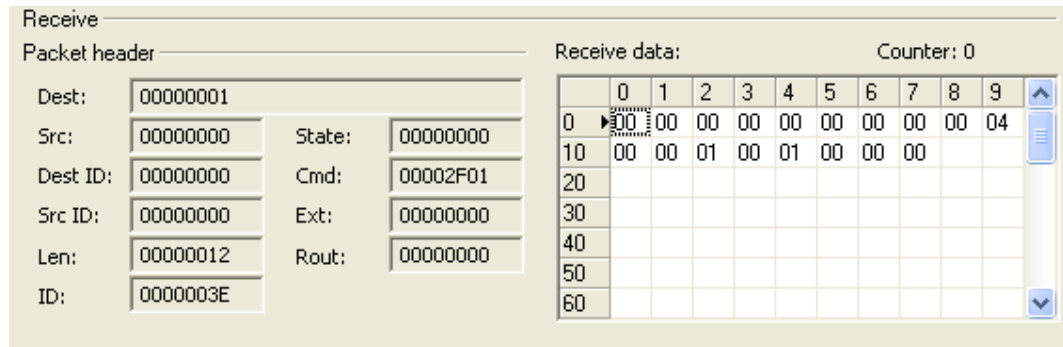 Receive
Packet header
Dest: 00000001
Src: 00000000 State: 00000000
Dest ID: 00000000 Cmd: 00002F01
Src ID: 00000000 Ext: 00000000
Len: 00000012 Rout: 00000000
ID: 0000003E
Receive data: Counter: 0
0 1 2 3 4 5 6 7 8 9
0 00 00 00 00 00 00 00 00 00 04
10 00 00 01 00 01 00 00 00
20
30
40
50
60